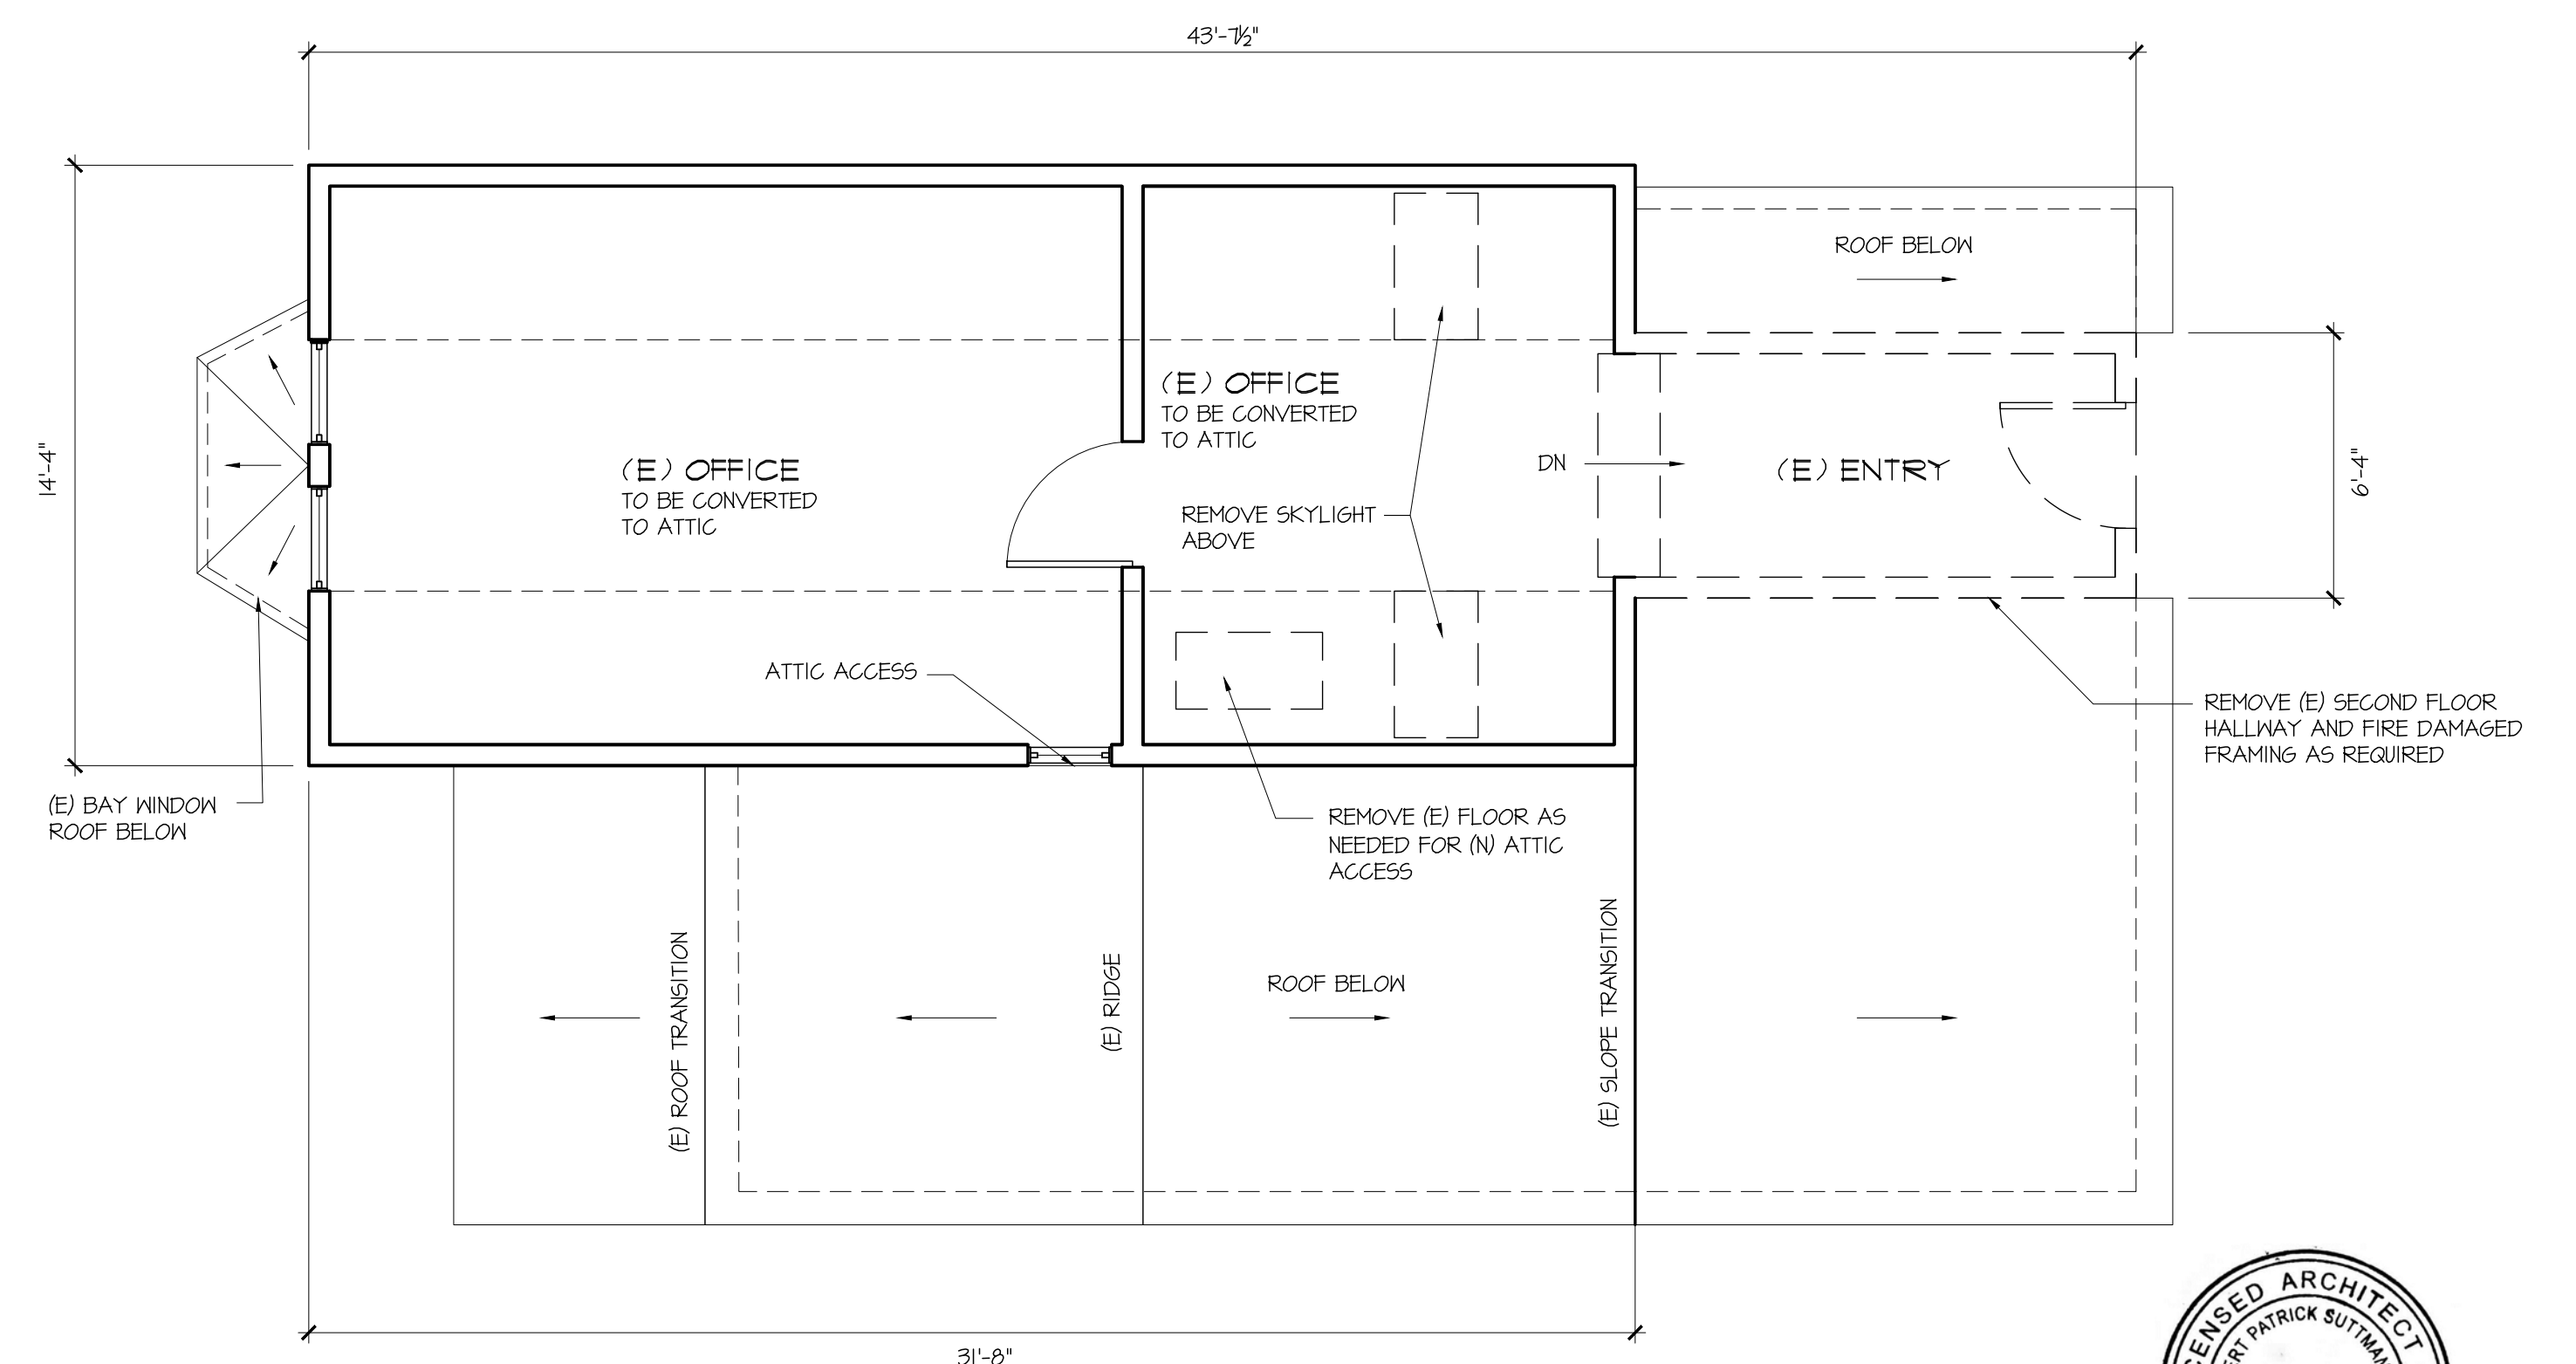 43'-7½"
ROOF BELOW
(E) OFFICE
TO BE CONVERTED
TO ATTIC
(E) OFFICE
TO BE CONVERTED
TO ATTIC
DN
(E) ENTRY
14'-4"
6'-4"
REMOVE SKYLIGHT
ABOVE
ATTIC ACCESS
REMOVE (E) SECOND FLOOR
HALLWAY AND FIRE DAMAGED
FRAMING AS REQUIRED
(E) BAY WINDOW
ROOF BELOW
REMOVE (E) FLOOR AS
NEEDED FOR (N) ATTIC
ACCESS
(E) ROOF TRANSITION
(E) RIDGE
ROOF BELOW
(E) SLOPE TRANSITION
31'-8"
ENSED ARCHITECT
ERT PATRICK SUTTMAN